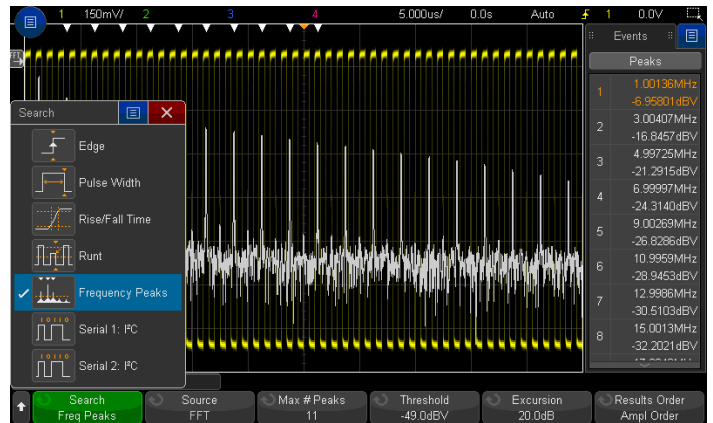 1 150mV/ 2 3 4 5.000us/ 0.0s Auto 1 0.0V
Events
Peaks
1 1.00136MHz
-6.95801dBV
2 3.00407MHz
-16.8457dBV
3 4.99725MHz
-21.2915dBV
4 6.99997MHz
-24.3140dBV
5 9.00269MHz
-26.8286dBV
6 10.9959MHz
-28.9453dBV
7 12.9986MHz
-30.5103dBV
8 15.0013MHz
-32.2021dBV
Search
Edge
Pulse Width
Rise/Fall Time
Runt
Frequency Peaks
Serial 1: I²C
Serial 2: I²C
Search
Freq Peaks
Source
FFT
Max # Peaks
11
Threshold
-49.0dBV
Excursion
20.0dB
Results Order
Ampl Order